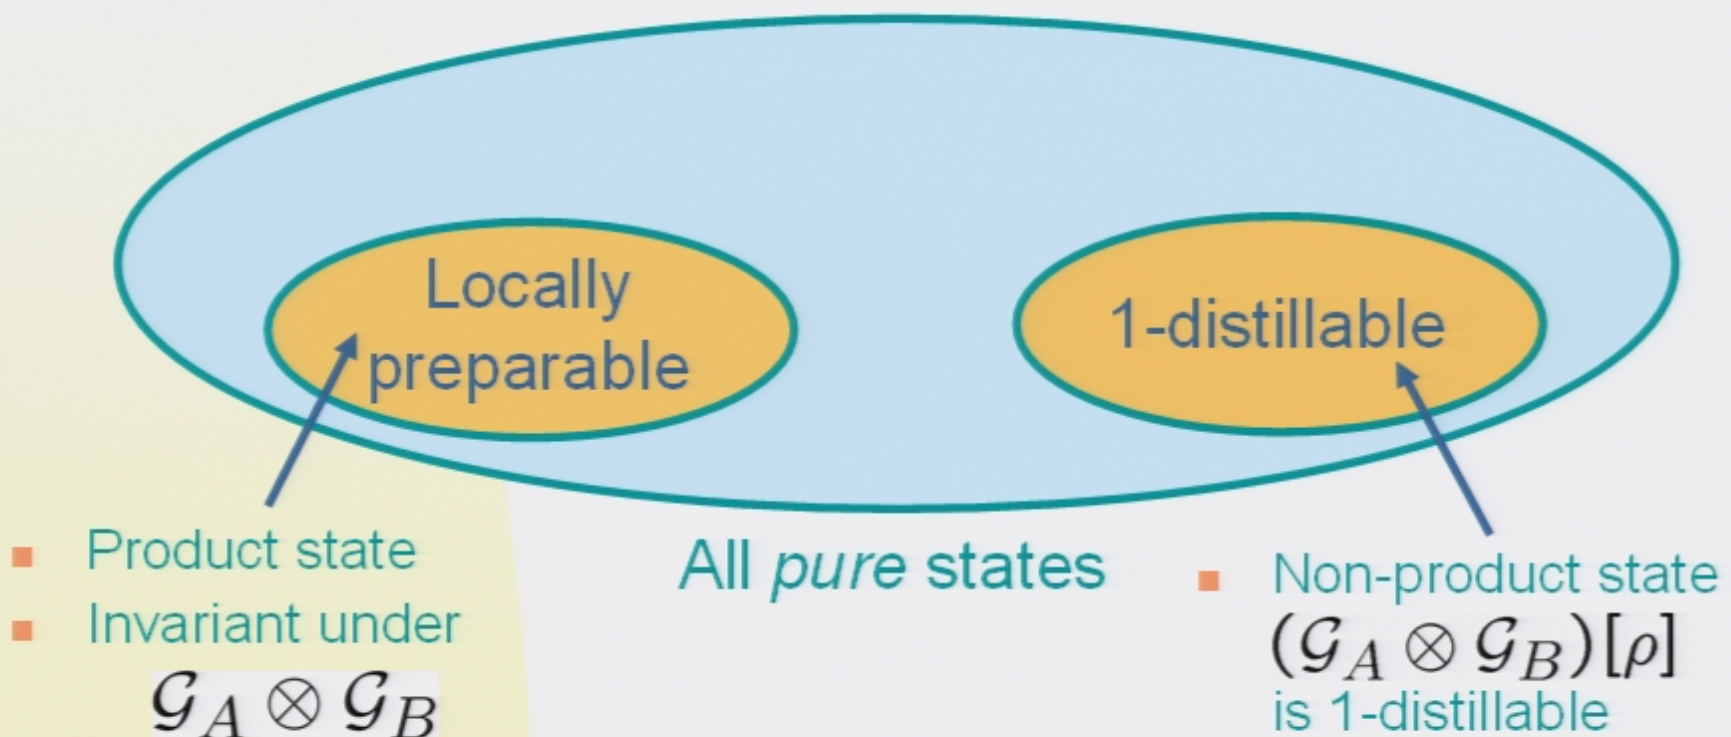 Locally
preparable
1-distillable
Product state
Invariant under
𝒢_A ⊗ 𝒢_B
All pure states
Non-product state
(𝒢_A ⊗ 𝒢_B)[ρ]
is 1-distillable